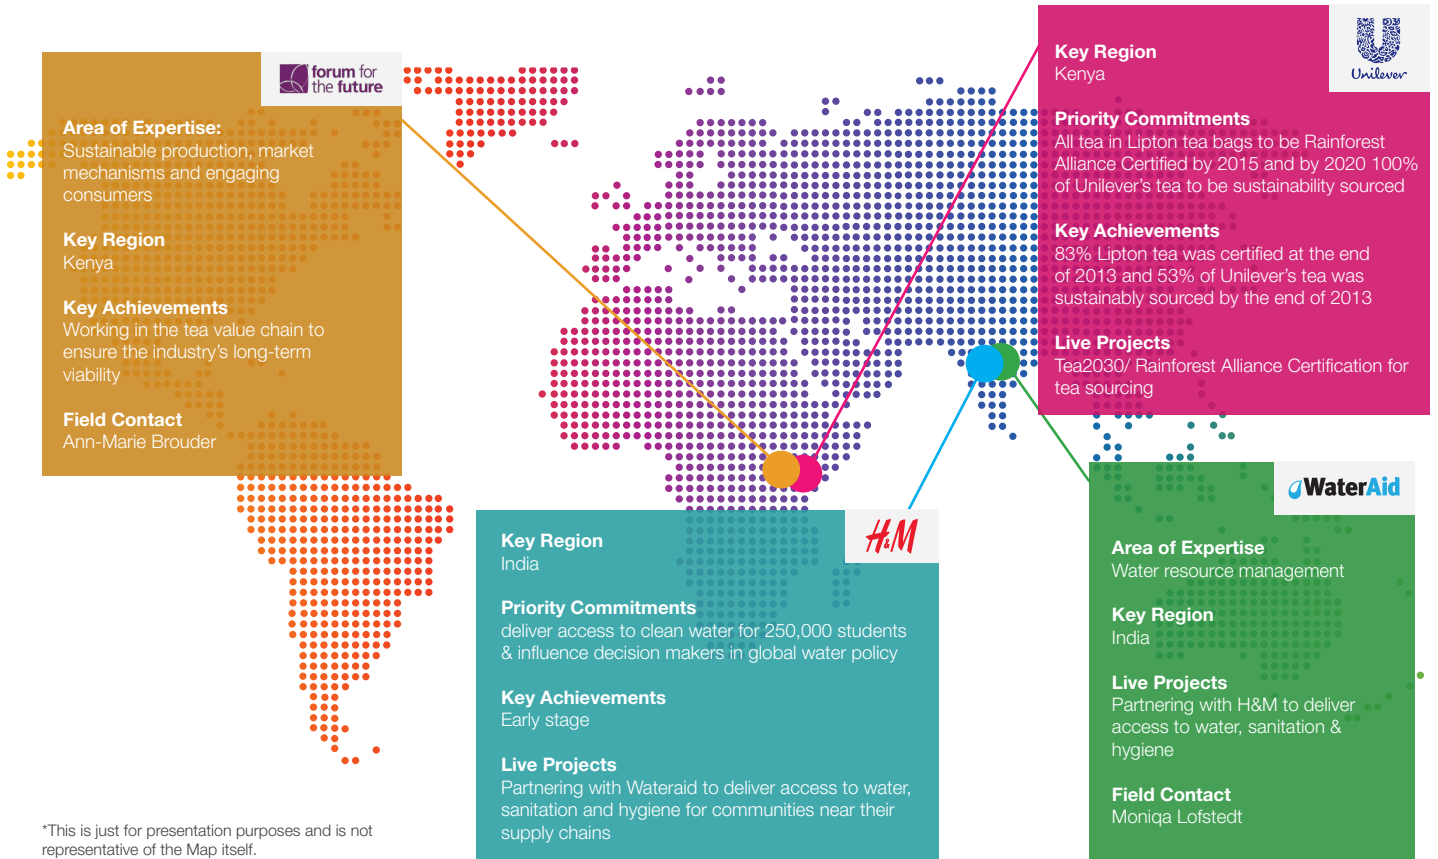 forum for
the future
Area of Expertise:
Sustainable production, market
mechanisms and engaging
consumers
Key Region
Kenya
Key Achievements
Working in the tea value chain to
ensure the industry's long-term
viability
Field Contact
Ann-Marie Brouder
Unilever
Key Region
Kenya
Priority Commitments
All tea in Lipton tea bags to be Rainforest
Alliance Certified by 2015 and by 2020 100%
of Unilever's tea to be sustainability sourced
Key Achievements
83% Lipton tea was certified at the end
of 2013 and 53% of Unilever's tea was
sustainably sourced by the end of 2013
Live Projects
Tea2030/ Rainforest Alliance Certification for
tea sourcing
H&M
Key Region
India
Priority Commitments
deliver access to clean water for 250,000 students
& influence decision makers in global water policy
Key Achievements
Early stage
Live Projects
Partnering with Wateraid to deliver access to water,
sanitation and hygiene for communities near their
supply chains
WaterAid
Area of Expertise
Water resource management
Key Region
India
Live Projects
Partnering with H&M to deliver
access to water, sanitation &
hygiene
Field Contact
Moniqa Lofstedt
*This is just for presentation purposes and is not
representative of the Map itself.